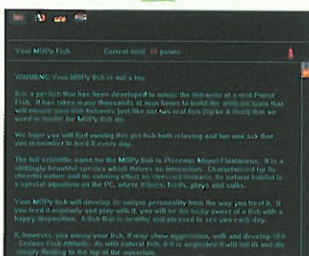 Your MOPy Fish Current total: 40 points
WARNING Your MOPy fish is not a toy.
It is a petfish that has been developed to mimic the behavior of a real Parrot
Fish. It has taken many thousands of man hours to build the artificial brain that
will ensure your fish behaves just like our two real fish that we
used to model the MOPy fish on.
We hope you will find owning this pet fish both relaxing and fun and ask that
you remember to feed it every day.
The full scientific name for the MOPy fish is Piscenus Mopel Floatineus. It is a
strikingly beautiful species which thrives on interaction. Characterised for its
cheerful nature and its calming effect on stressed humans, its natural habitat is
a special aquarium on the PC, where it lives, feeds, plays and sulks.
Your MOPy fish will develop its unique personality from the way you treat it. If
you feed it regularly and play with it, you will be the lucky owner of a fish with a
happy disposition. A fish that is healthy and pleased to see you each day.
If, however, you annoy your fish, it may show aggression, sulk and develop
Serious Fish Attitude. As with natural fish, if it is neglected it will fall ill and die
simply floating to the top of the aquarium.